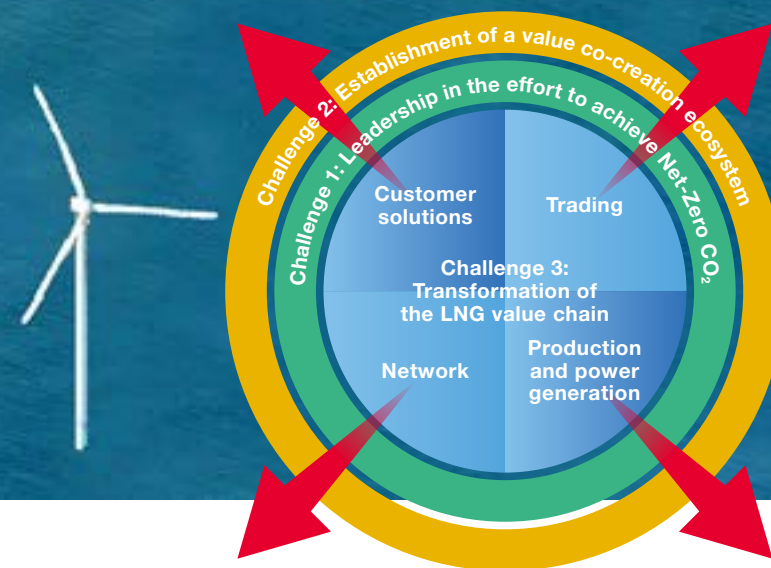 Challenge 2: Establishment of a value co-creation ecosystem
Challenge 1: Leadership in the effort to achieve Net-Zero CO₂
Customer
solutions
Trading
Challenge 3:
Transformation of
the LNG value chain
Network
Production
and power
generation